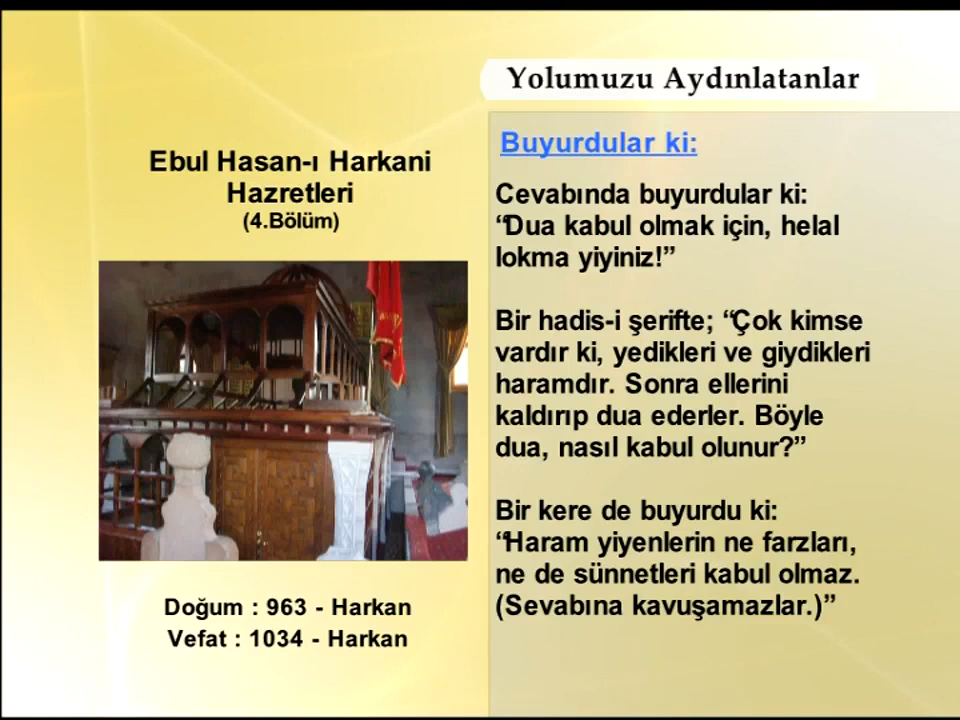 Yolumuzu Aydınlatanlar
Ebul Hasan-ı Harkani
Hazretleri
(4.Bölüm)
Doğum : 963 - Harkan
Vefat : 1034 - Harkan
Buyurdular ki:
Cevabında buyurdular ki:
“Dua kabul olmak için, helal
lokma yiyiniz!”
Bir hadis-i şerifte; “Çok kimse
vardır ki, yedikleri ve giydikleri
haramdır. Sonra ellerini
kaldırıp dua ederler. Böyle
dua, nasıl kabul olunur?”
Bir kere de buyurdu ki:
“Haram yiyenlerin ne farzları,
ne de sünnetleri kabul olmaz.
(Sevabına kavuşamazlar.)”